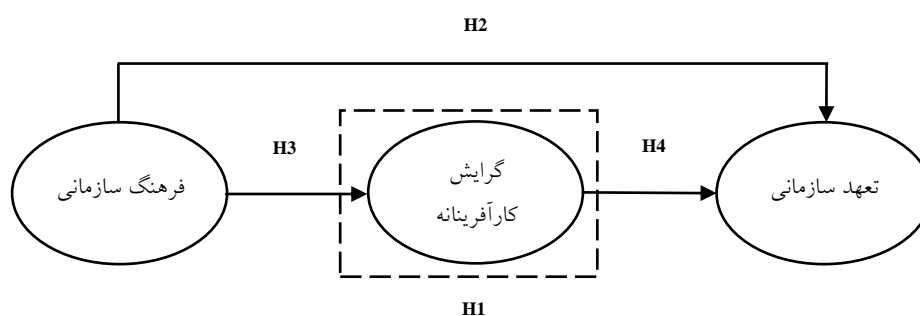 H2
H3
H4
فرهنگ سازمانی
گرایش
کارآفرینانه
تعهد سازمانی
H1